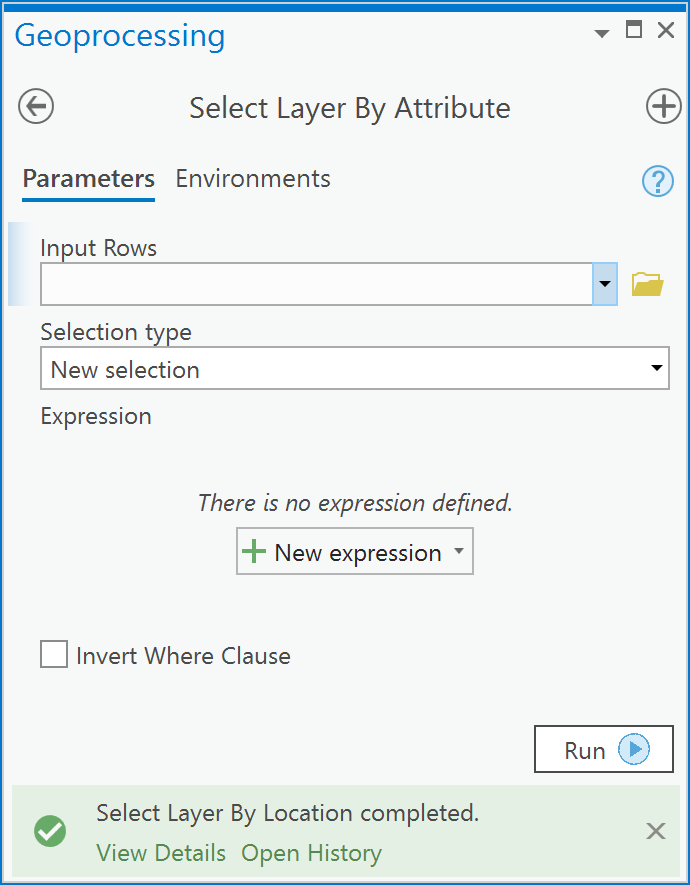 Geoprocessing
Select Layer By Attribute
Parameters Environments
?
Input Rows
Selection type
New selection
Expression
There is no expression defined.
New expression
Invert Where Clause
Run
Select Layer By Location completed.
View Details Open History